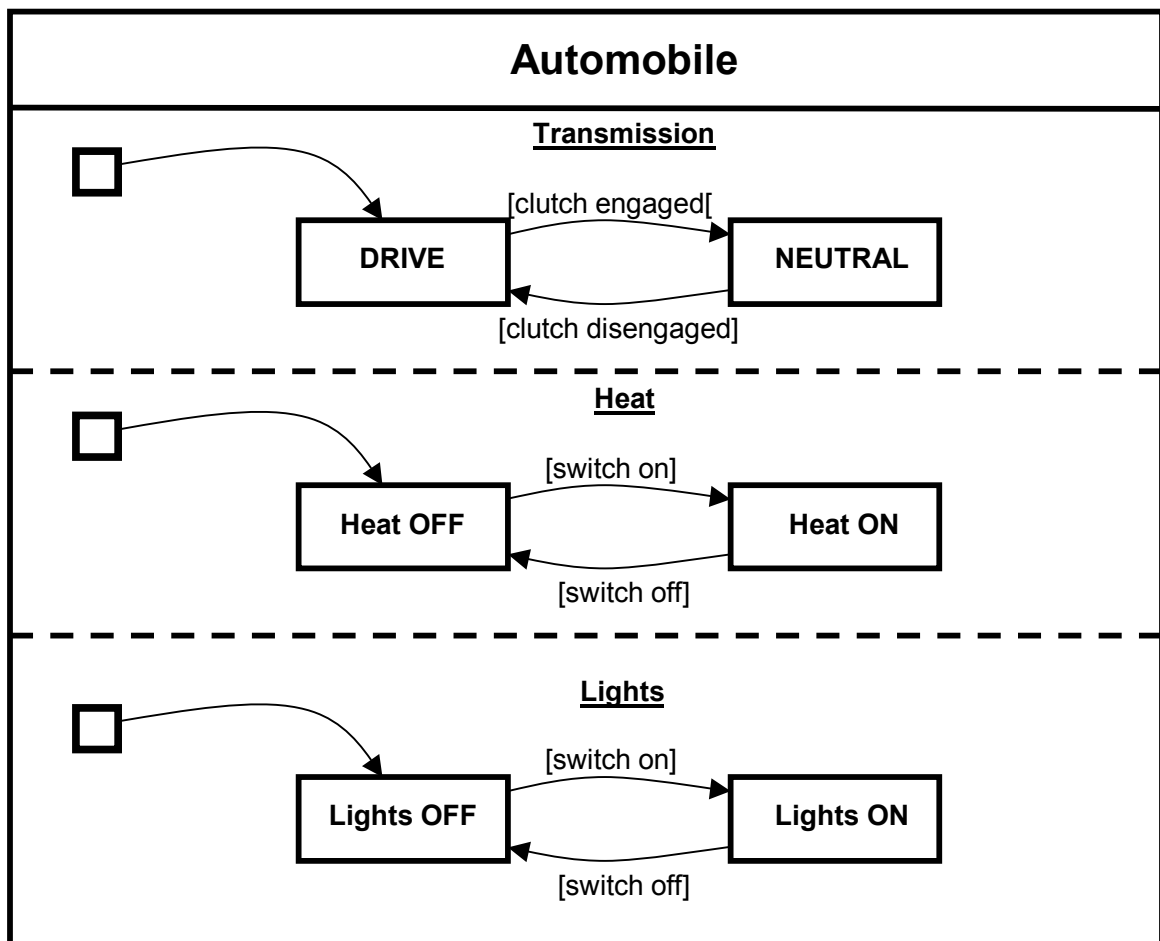 Automobile
Transmission
[clutch engaged[
DRIVE
NEUTRAL
[clutch disengaged]
Heat
[switch on]
Heat OFF
Heat ON
[switch off]
Lights
[switch on]
Lights OFF
Lights ON
[switch off]